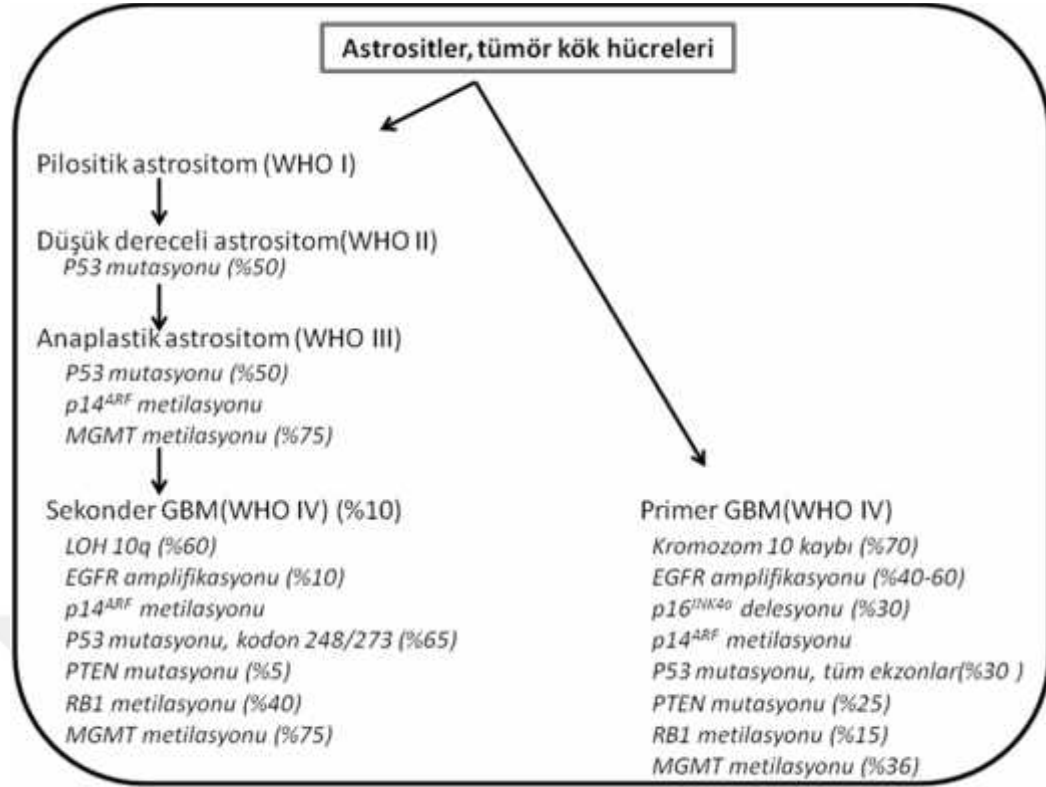 Astrositler, tümör kök hücreleri
Pilositik astrositom (WHO I)
Düşük dereceli astrositom(WHO II)
P53 mutasyonu (%50)
Anaplastik astrositom (WHO III)
P53 mutasyonu (%50)
p14ARF metilasyonu
MGMT metilasyonu (%75)
Sekonder GBM(WHO IV) (%10)
LOH 10q (%60)
EGFR amplifikasyonu (%10)
p14ARF metilasyonu
P53 mutasyonu, kodon 248/273 (%65)
PTEN mutasyonu (%5)
RB1 metilasyonu (%40)
MGMT metilasyonu (%75)
Primer GBM(WHO IV)
Kromozom 10 kaybı (%70)
EGFR amplifikasyonu (%40-60)
p16INK4a delesyonu (%30)
p14ARF metilasyonu
P53 mutasyonu, tüm ekzonlar(%30 )
PTEN mutasyonu (%25)
RB1 metilasyonu (%15)
MGMT metilasyonu (%36)